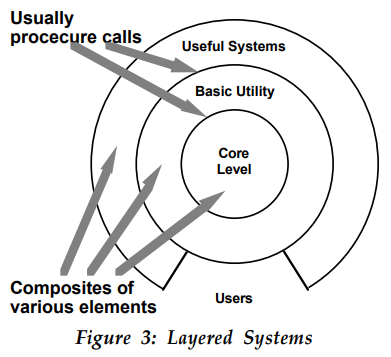 Usually
procecure calls
Useful Systems
Basic Utility
Core
Level
Composites of
various elements
Users
Figure 3: Layered Systems